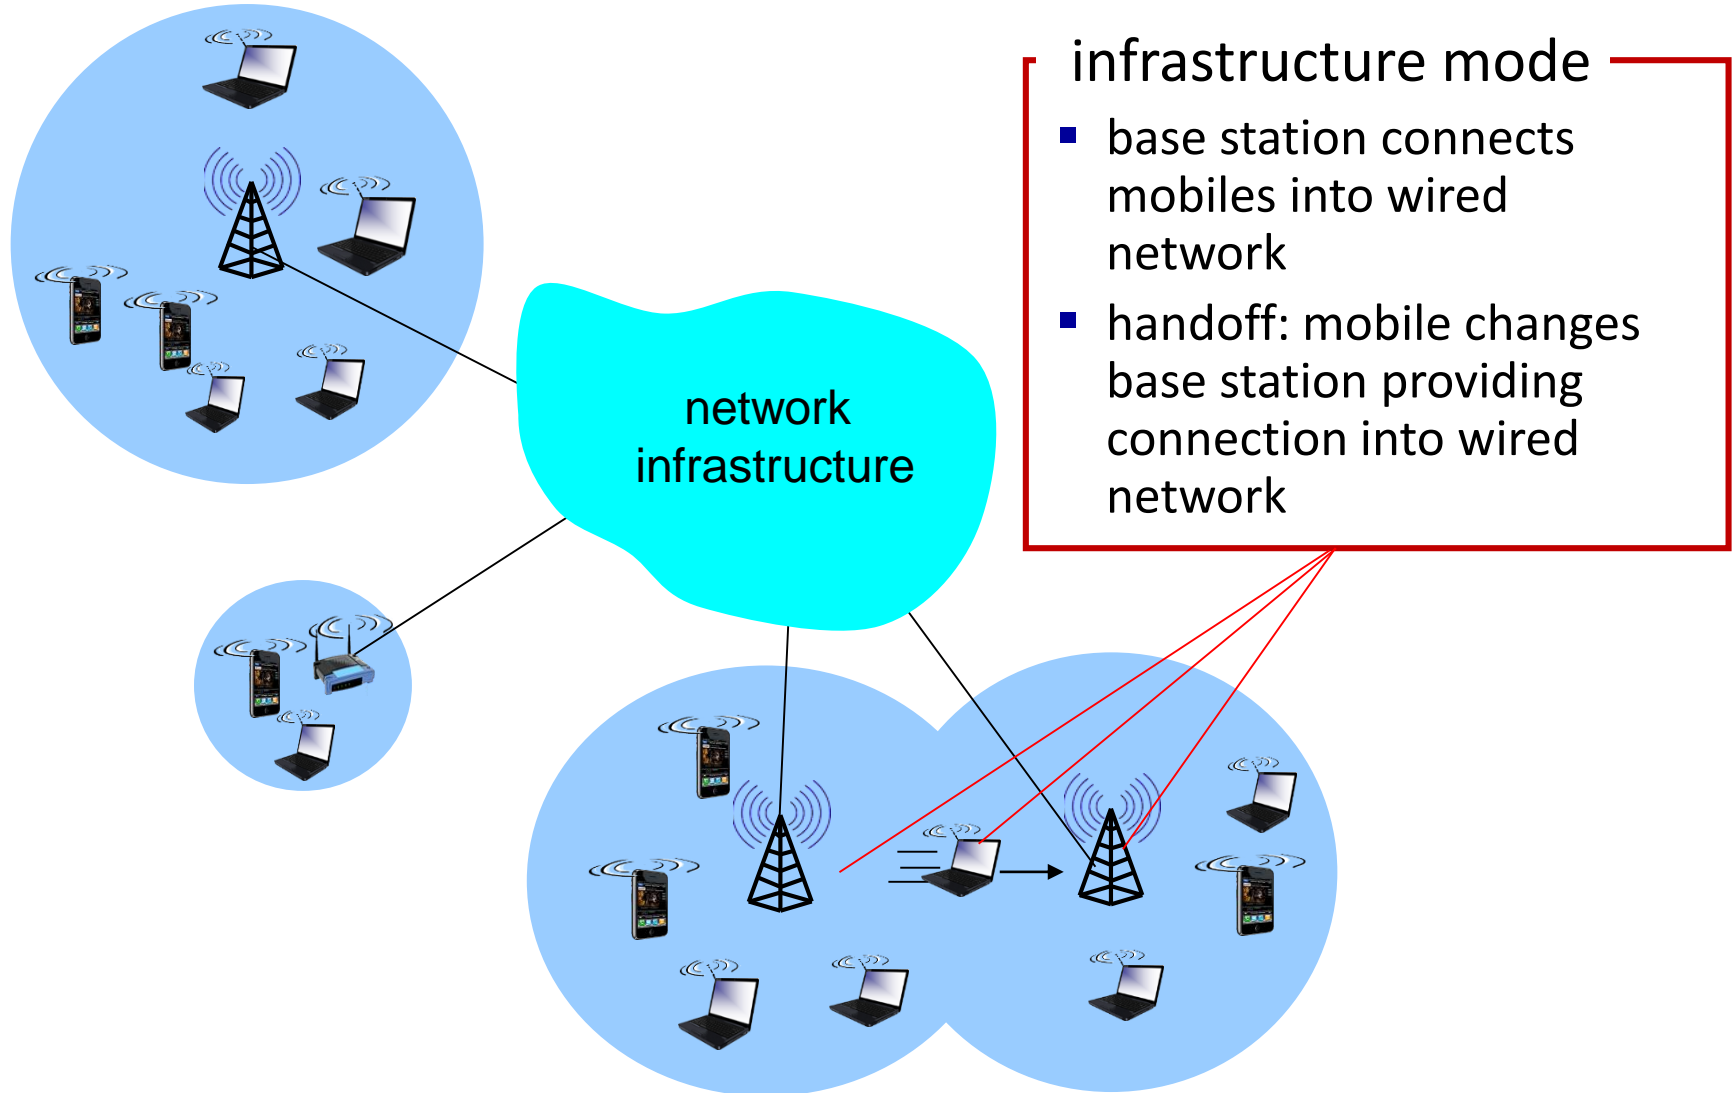 infrastructure mode
▪ base station connects
mobiles into wired
network
▪ handoff: mobile changes
base station providing
connection into wired
network
network
infrastructure